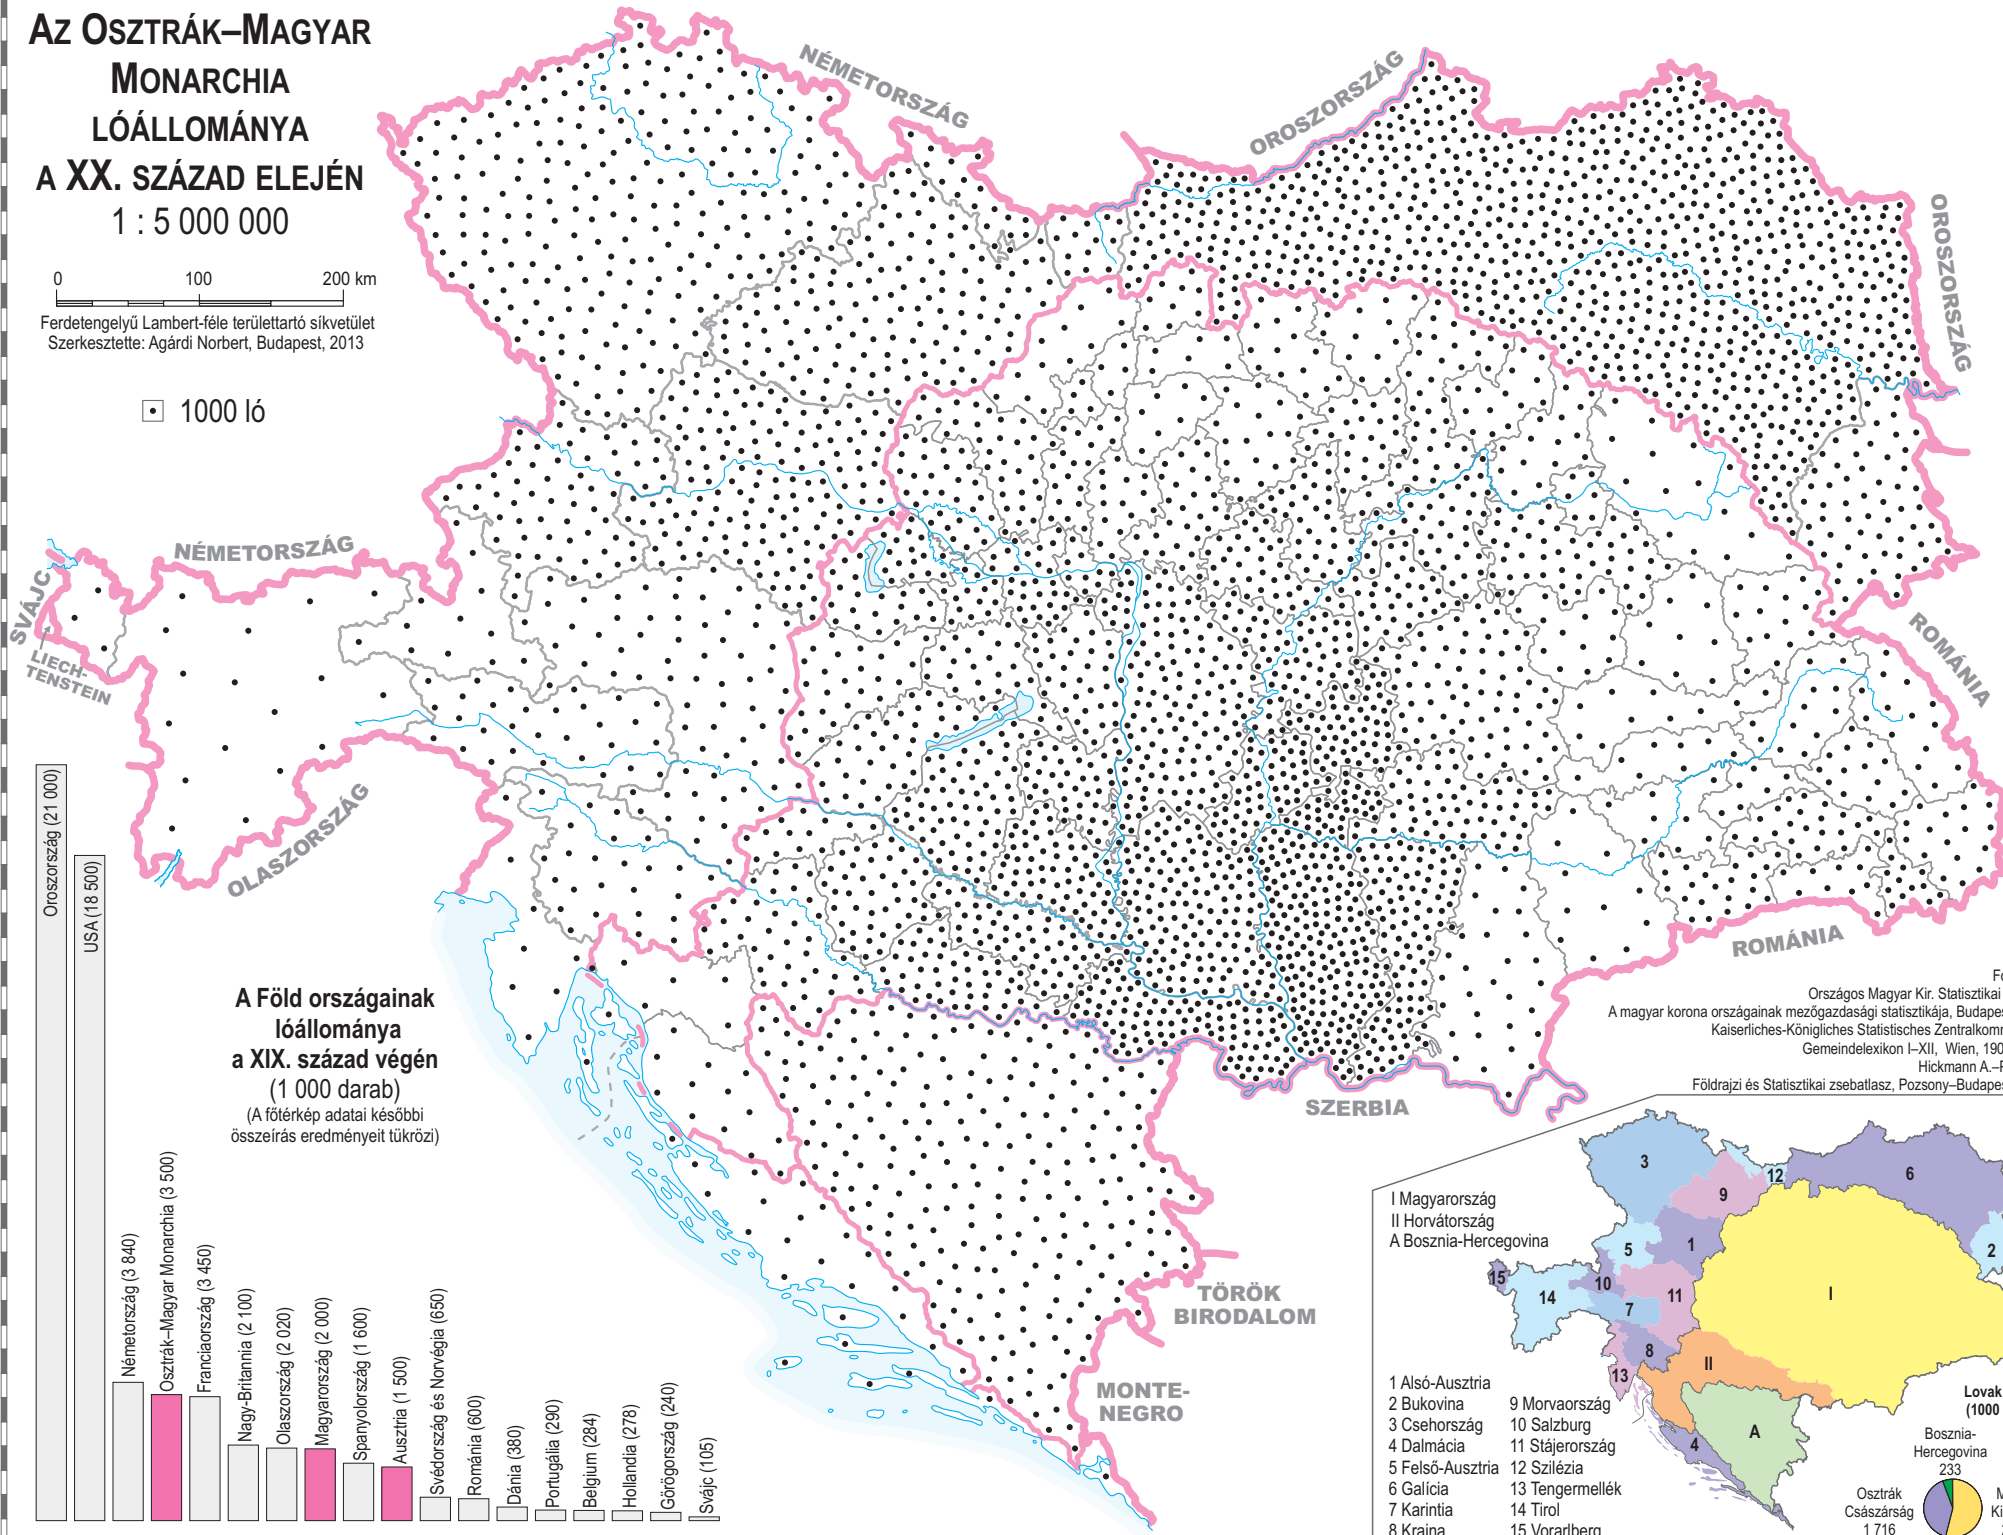 AZ OSZTRÁK–MAGYAR
MONARCHIA
LÓÁLLOMÁNYA
A XX. SZÁZAD ELEJÉN
1 : 5 000 000
0 100 200 km
Ferdetengelyű Lambert-féle területtartó síkvetület
Szerkesztette: Agárdi Norbert, Budapest, 2013
1000 ló
NÉMETORSZÁG
OROSZORSZÁG
OROSZORSZÁG
NÉMETORSZÁG
SVÁJC
LIECH-
TENSTEIN
OLASZORSZÁG
ROMÁNIA
ROMÁNIA
SZERBIA
TÖRÖK
BIRODALOM
MONTE-
NEGRO
A Föld országainak
lóállománya
a XIX. század végén
(1 000 darab)
(A főtérkép adatai későbbi
összeírás eredményeit tükrözi)
Oroszország (21 000)
USA (18 500)
Németország (3 840)
Osztrák–Magyar Monarchia (3 500)
Franciaország (3 450)
Nagy-Britannia (2 100)
Olaszország (2 020)
Magyarország (2 000)
Spanyolország (1 600)
Ausztria (1 500)
Svédország és Norvégia (650)
Románia (600)
Dánia (380)
Portugália (290)
Belgium (284)
Hollandia (278)
Görögország (240)
Svájc (105)
Országos Magyar Kir. Statisztikai
A magyar korona országainak mezőgazdasági statisztikája,
Kaiserliches-Königliches Statistisches
Gemeindelexikon I–XII, Wien,
Hickmann
Földrajzi és Statisztikai zsebatlasz,
I Magyarország
II Horvátország
A Bosznia-Hercegovina
1 Alsó-Ausztria
2 Bukovina
3 Csehország
4 Dalmácia
5 Felső-Ausztria
6 Galícia
7 Karintia
8 Krajna
9 Morvaország
10 Salzburg
11 Stájerország
12 Szilézia
13 Tengermellék
14 Tirol
15 Vorarlberg
3
12
6
9
5
1
2
15
10
14
11
7
I
8
13
II
A
4
Lovak
(1000
Bosznia-
Hercegovina
233
Osztrák
Császárság
1 716